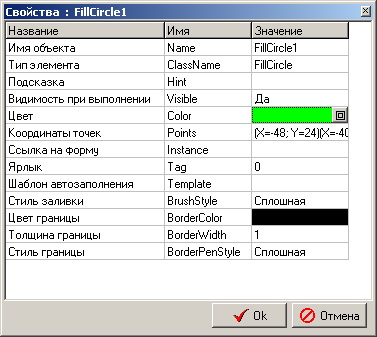 Свойства : FillCircle1
Название Имя Значение
Имя объекта Name FillCircle1
Тип элемента ClassName FillCircle
Подсказка Hint
Видимость при выполнении Visible Да
Цвет Color
Координаты точек Points (X=-48; Y=24)(X=-40
Ссылка на форму Instance
Ярлык Tag 0
Шаблон автозаполнения Template
Стиль заливки BrushStyle Сплошная
Цвет границы BorderColor
Толщина границы BorderWidth 1
Стиль границы BorderPenStyle Сплошная
Ok Отмена